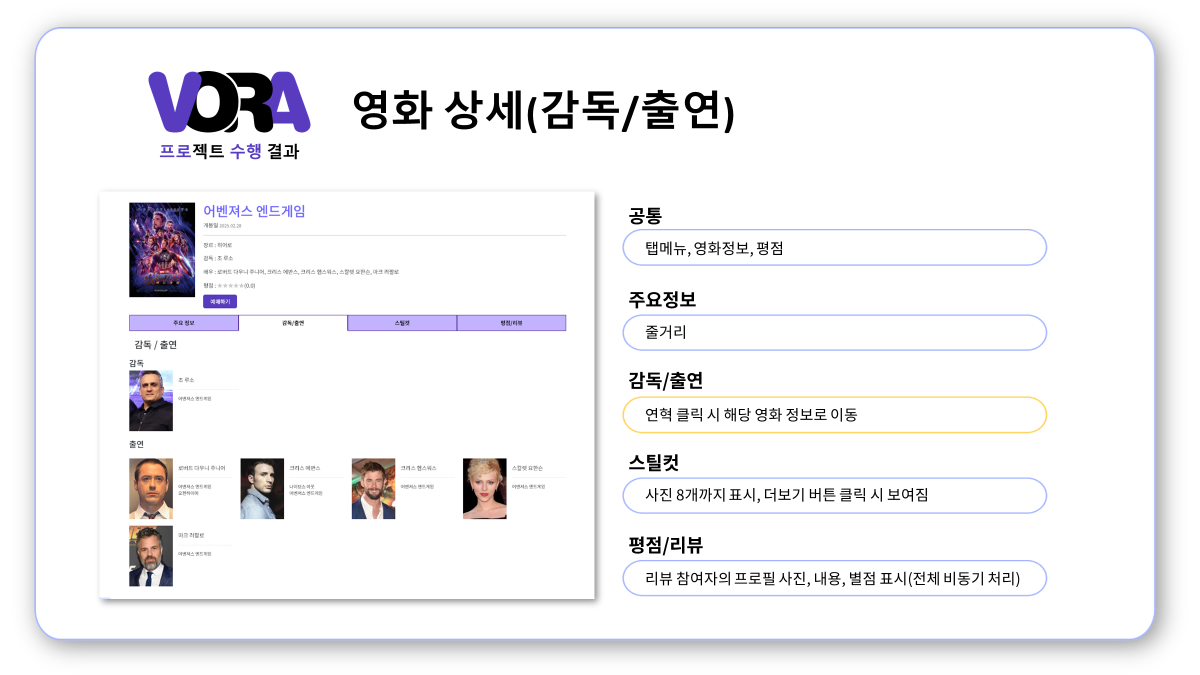 VORA
프로젝트 수행 결과
영화 상세(감독/출연)
어벤져스 엔드게임
개봉일 2025.02.28
장르 : 히어로
감독 : 조 루소
배우 : 로버트 다우니 주니어, 크리스 에반스, 크리스 헴스워스, 스칼렛 요한슨, 마크 러팔로
평점 : ★★★★★(0.0)
예매하기
주요 정보 감독/출연 스틸컷 평점/리뷰
감독 / 출연
감독
조 루소
어벤져스 엔드게임
출연
로버트 다우니 주니어
어벤져스 엔드게임
크리스 에반스
어벤져스 엔드게임
크리스 헴스워스
어벤져스 엔드게임
스칼렛 요한슨
어벤져스 엔드게임
마크 러팔로
어벤져스 엔드게임
공통
탭메뉴, 영화정보, 평점
주요정보
줄거리
감독/출연
연혁 클릭 시 해당 영화 정보로 이동
스틸컷
사진 8개까지 표시, 더보기 버튼 클릭 시 보여짐
평점/리뷰
리뷰 참여자의 프로필 사진, 내용, 별점 표시(전체 비동기 처리)